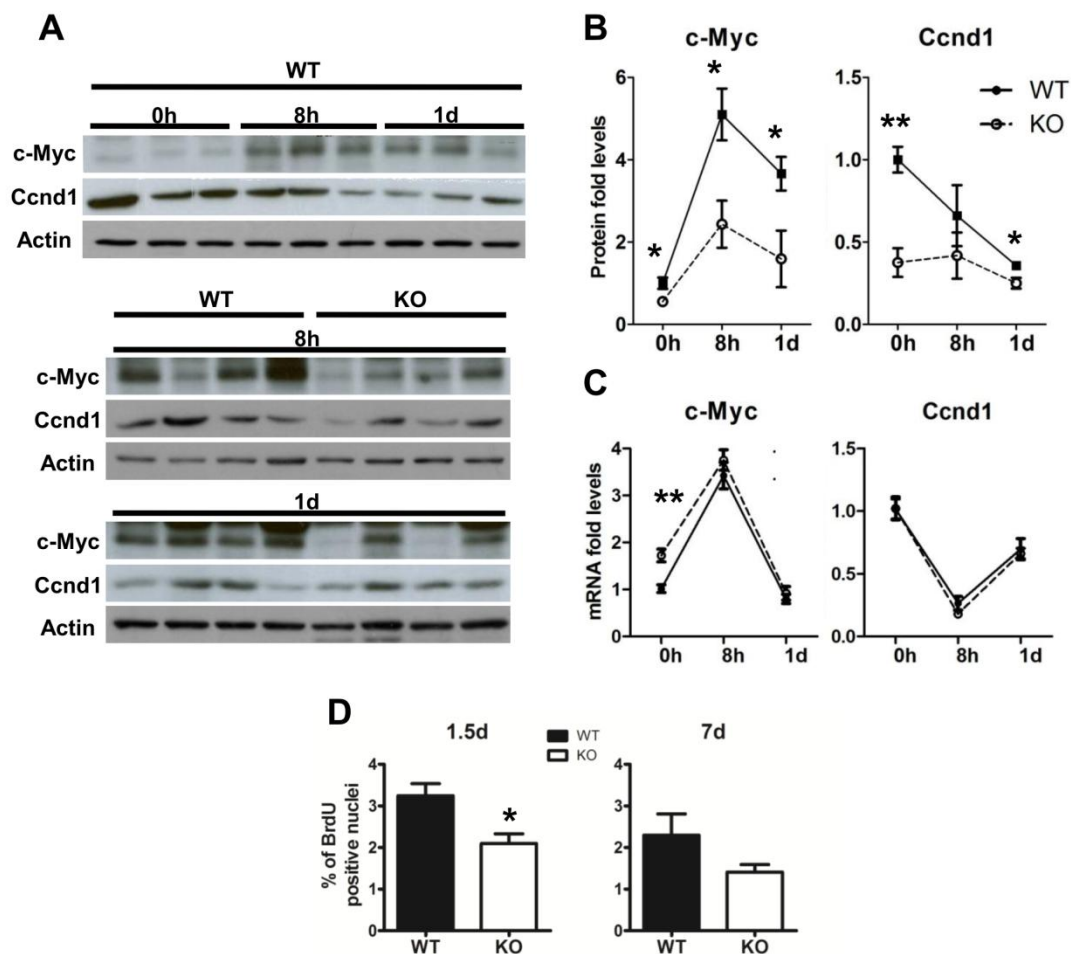 A
WT
0h 8h 1d
c-Myc
Ccnd1
Actin
WT KO
8h
c-Myc
Ccnd1
Actin
1d
c-Myc
Ccnd1
Actin
B
c-Myc Ccnd1
WT
KO
Protein fold levels
6
4
2
0
* * *
0h 8h 1d
1.5
1.0
0.5
0.0
** *
0h 8h 1d
C
c-Myc Ccnd1
mRNA fold levels
4
3
2
1
0
**
0h 8h 1d
1.5
1.0
0.5
0.0
0h 8h 1d
D
1.5d WT KO 7d
% of BrdU
positive nuclei
4
3
2
1
0
*
WT KO
4
3
2
1
0
WT KO